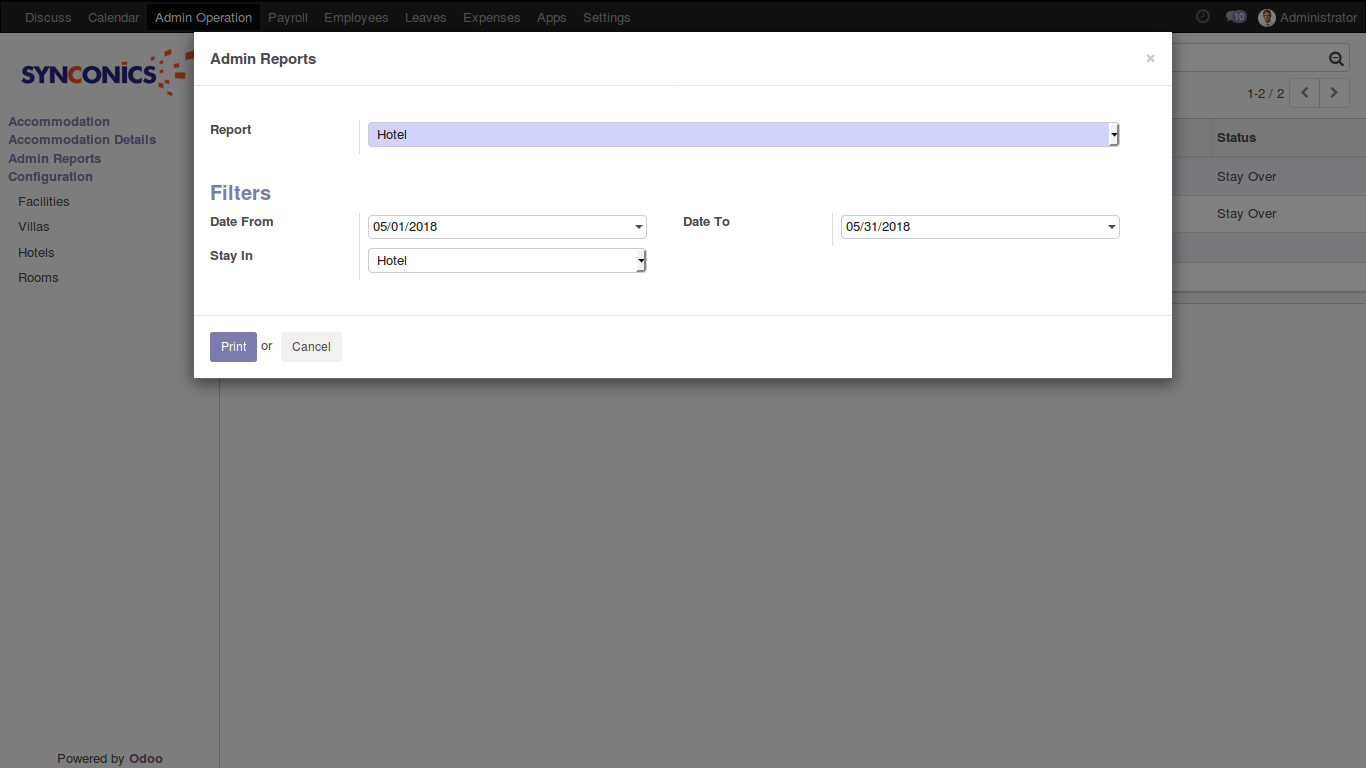 Discuss Calendar Admin Operation Payroll Employees Leaves Expenses Apps Settings 10 Administrator
SYNCONICS
Admin Reports ×
1-2 / 2
Accommodation
Accommodation Details
Admin Reports
Configuration
Facilities
Villas
Hotels
Rooms
Report Hotel
Status
Stay Over
Stay Over
Filters
Date From 05/01/2018 Date To 05/31/2018
Stay In Hotel
Print or Cancel
Powered by Odoo